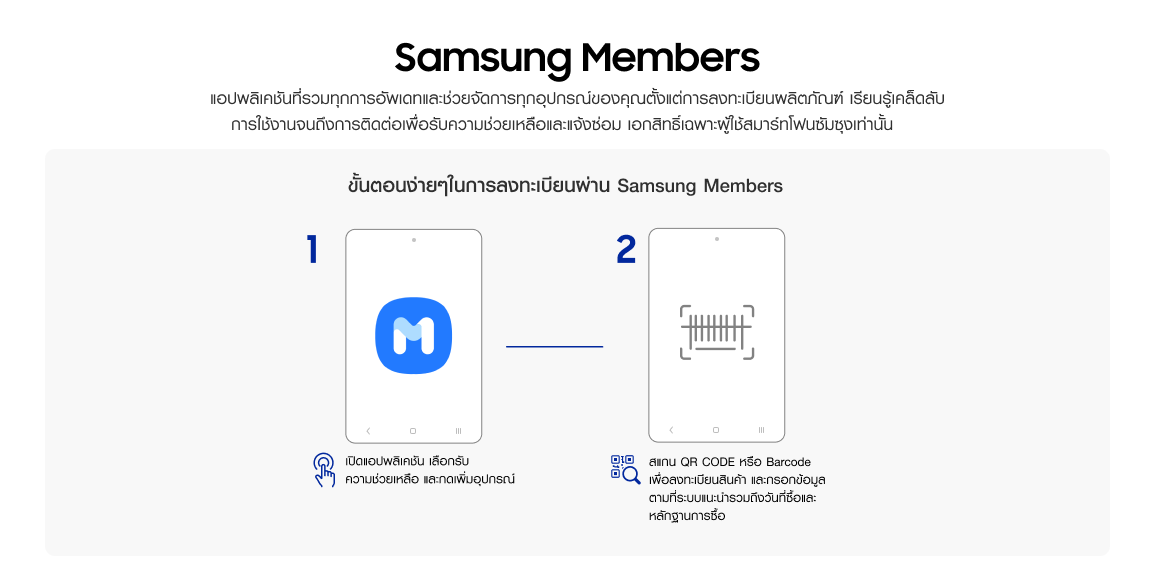 Samsung Members
แอปพลิเคชันที่รวมทุกการอัพเดทและช่วยจัดการทุกอุปกรณ์ของคุณตั้งแต่การลงทะเบียนผลิตภัณฑ์ เรียนรู้เคล็ดลับ
การใช้งานจนถึงการติดต่อเพื่อรับความช่วยเหลือและแจ้งซ่อม เอกสิทธิ์เฉพาะผู้ใช้สมาร์ทโฟนซัมซุงเท่านั้น
ขั้นตอนง่ายๆในการลงทะเบียนผ่าน Samsung Members
1
2
เปิดแอปพลิเคชัน เลือกรับ
ความช่วยเหลือ และกดเพิ่มอุปกรณ์
สแกน QR CODE หรือ Barcode
เพื่อลงทะเบียนสินค้า และกรอกข้อมูล
ตามที่ระบบแนะนำรวมถึงวันที่ซื้อและ
หลักฐานการซื้อ